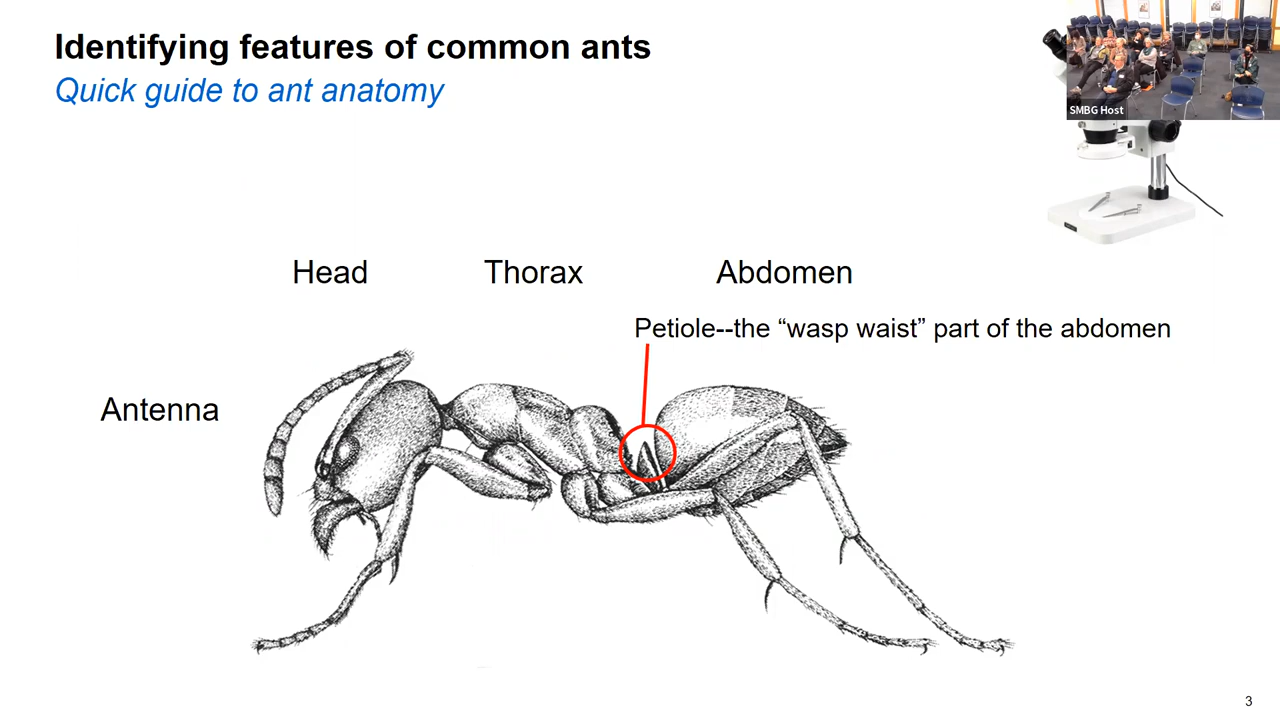 Identifying features of common ants
Quick guide to ant anatomy
SMBG Host
Head Thorax Abdomen
Petiole--the “wasp waist” part of the abdomen
Antenna
3